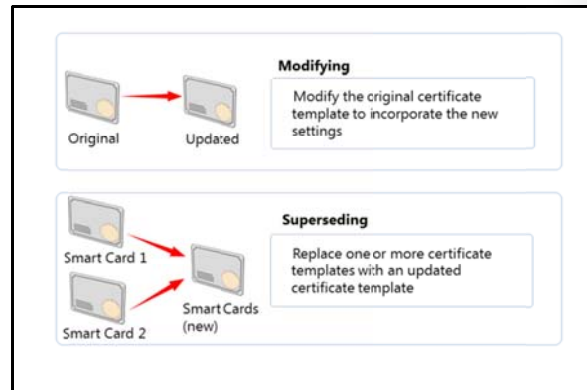 Modifying
Modify the original certificate
template to incorporate the new
settings
Original
Updated
Superseding
Replace one or more certificate
templates with an updated
certificate template
Smart Card 1
Smart Cards
(new)
Smart Card 2